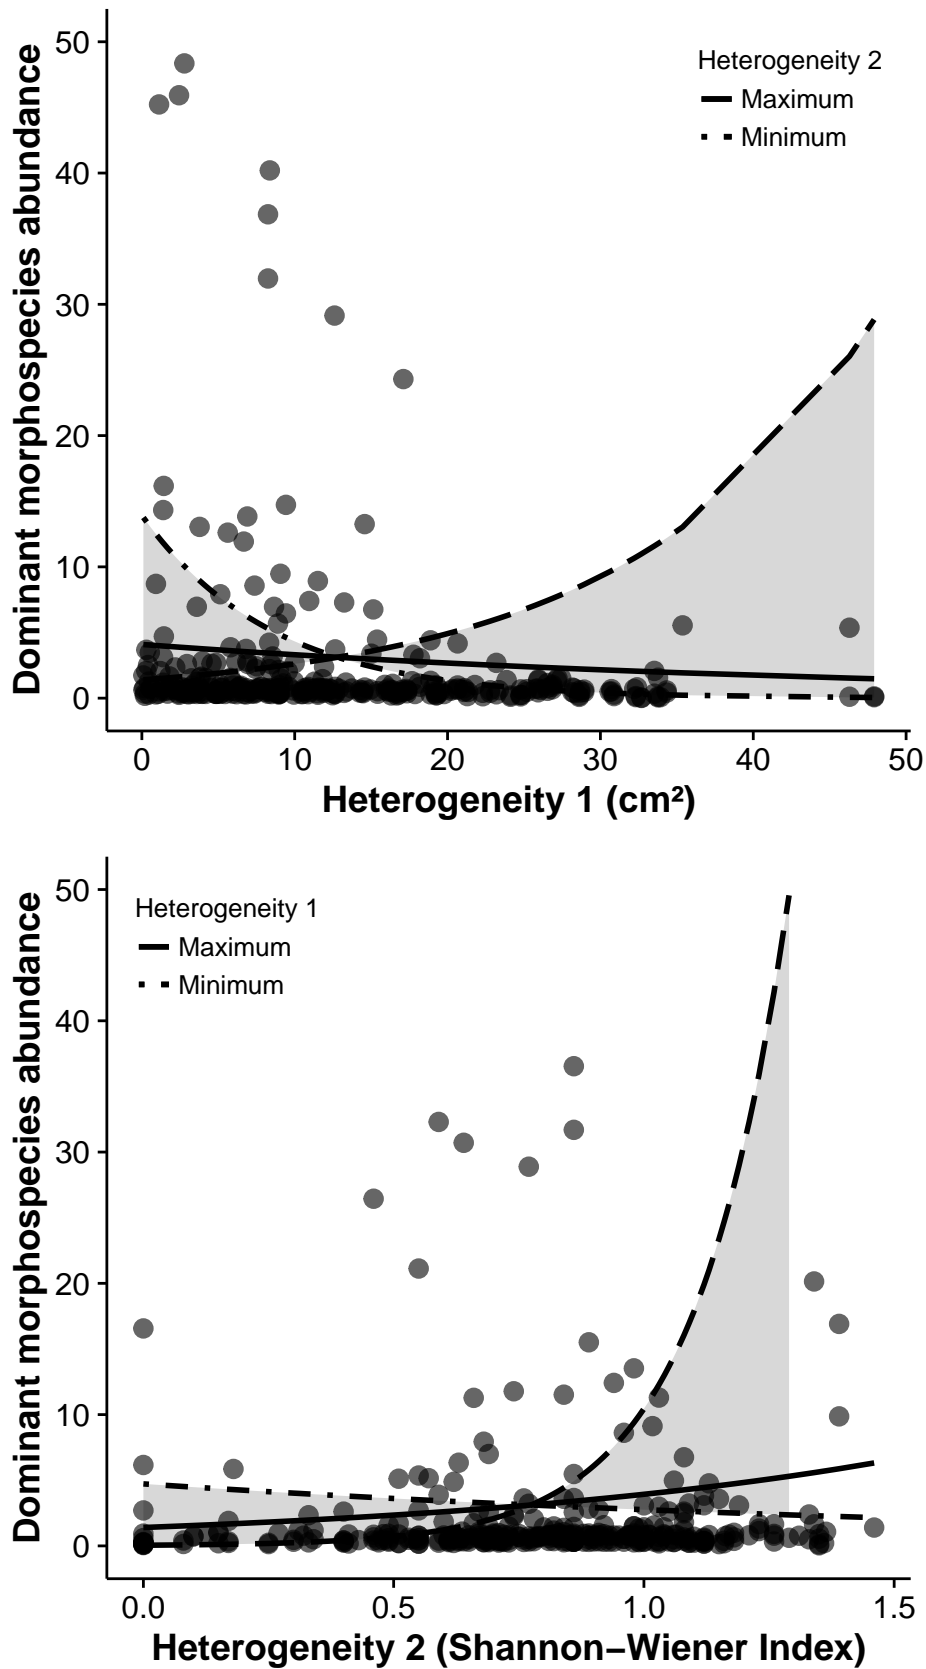 Dominant morphospecies abundance
50
40
30
20
10
0
Heterogeneity 2
Maximum
Minimum
0 10 20 30 40 50
Heterogeneity 1 (cm²)
Dominant morphospecies abundance
50
40
30
20
10
0
Heterogeneity 1
Maximum
Minimum
0.0 0.5 1.0 1.5
Heterogeneity 2 (Shannon−Wiener Index)